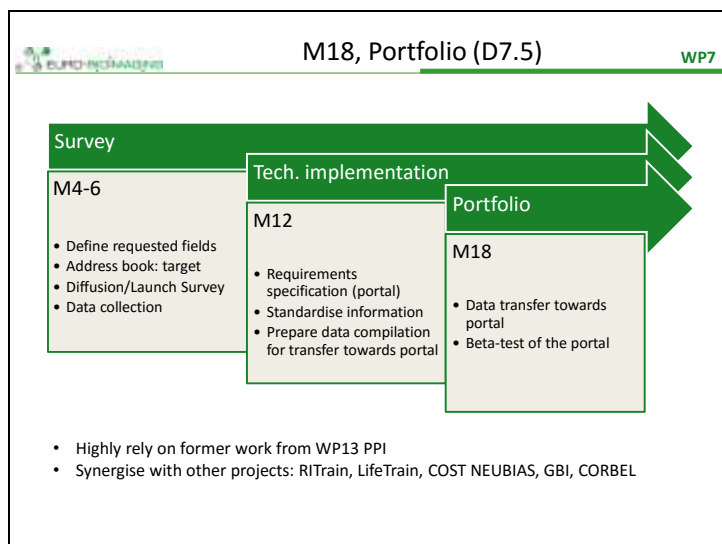 EURO-BIOIMAGING
M18, Portfolio (D7.5)
WP7
Survey
M4-6
• Define requested fields
• Address book: target
• Diffusion/Launch Survey
• Data collection
Tech. implementation
M12
• Requirements
specification (portal)
• Standardise information
• Prepare data compilation
for transfer towards portal
Portfolio
M18
• Data transfer towards
portal
• Beta-test of the portal
• Highly rely on former work from WP13 PPI
• Synergise with other projects: RITrain, LifeTrain, COST NEUBIAS, GBI, CORBEL